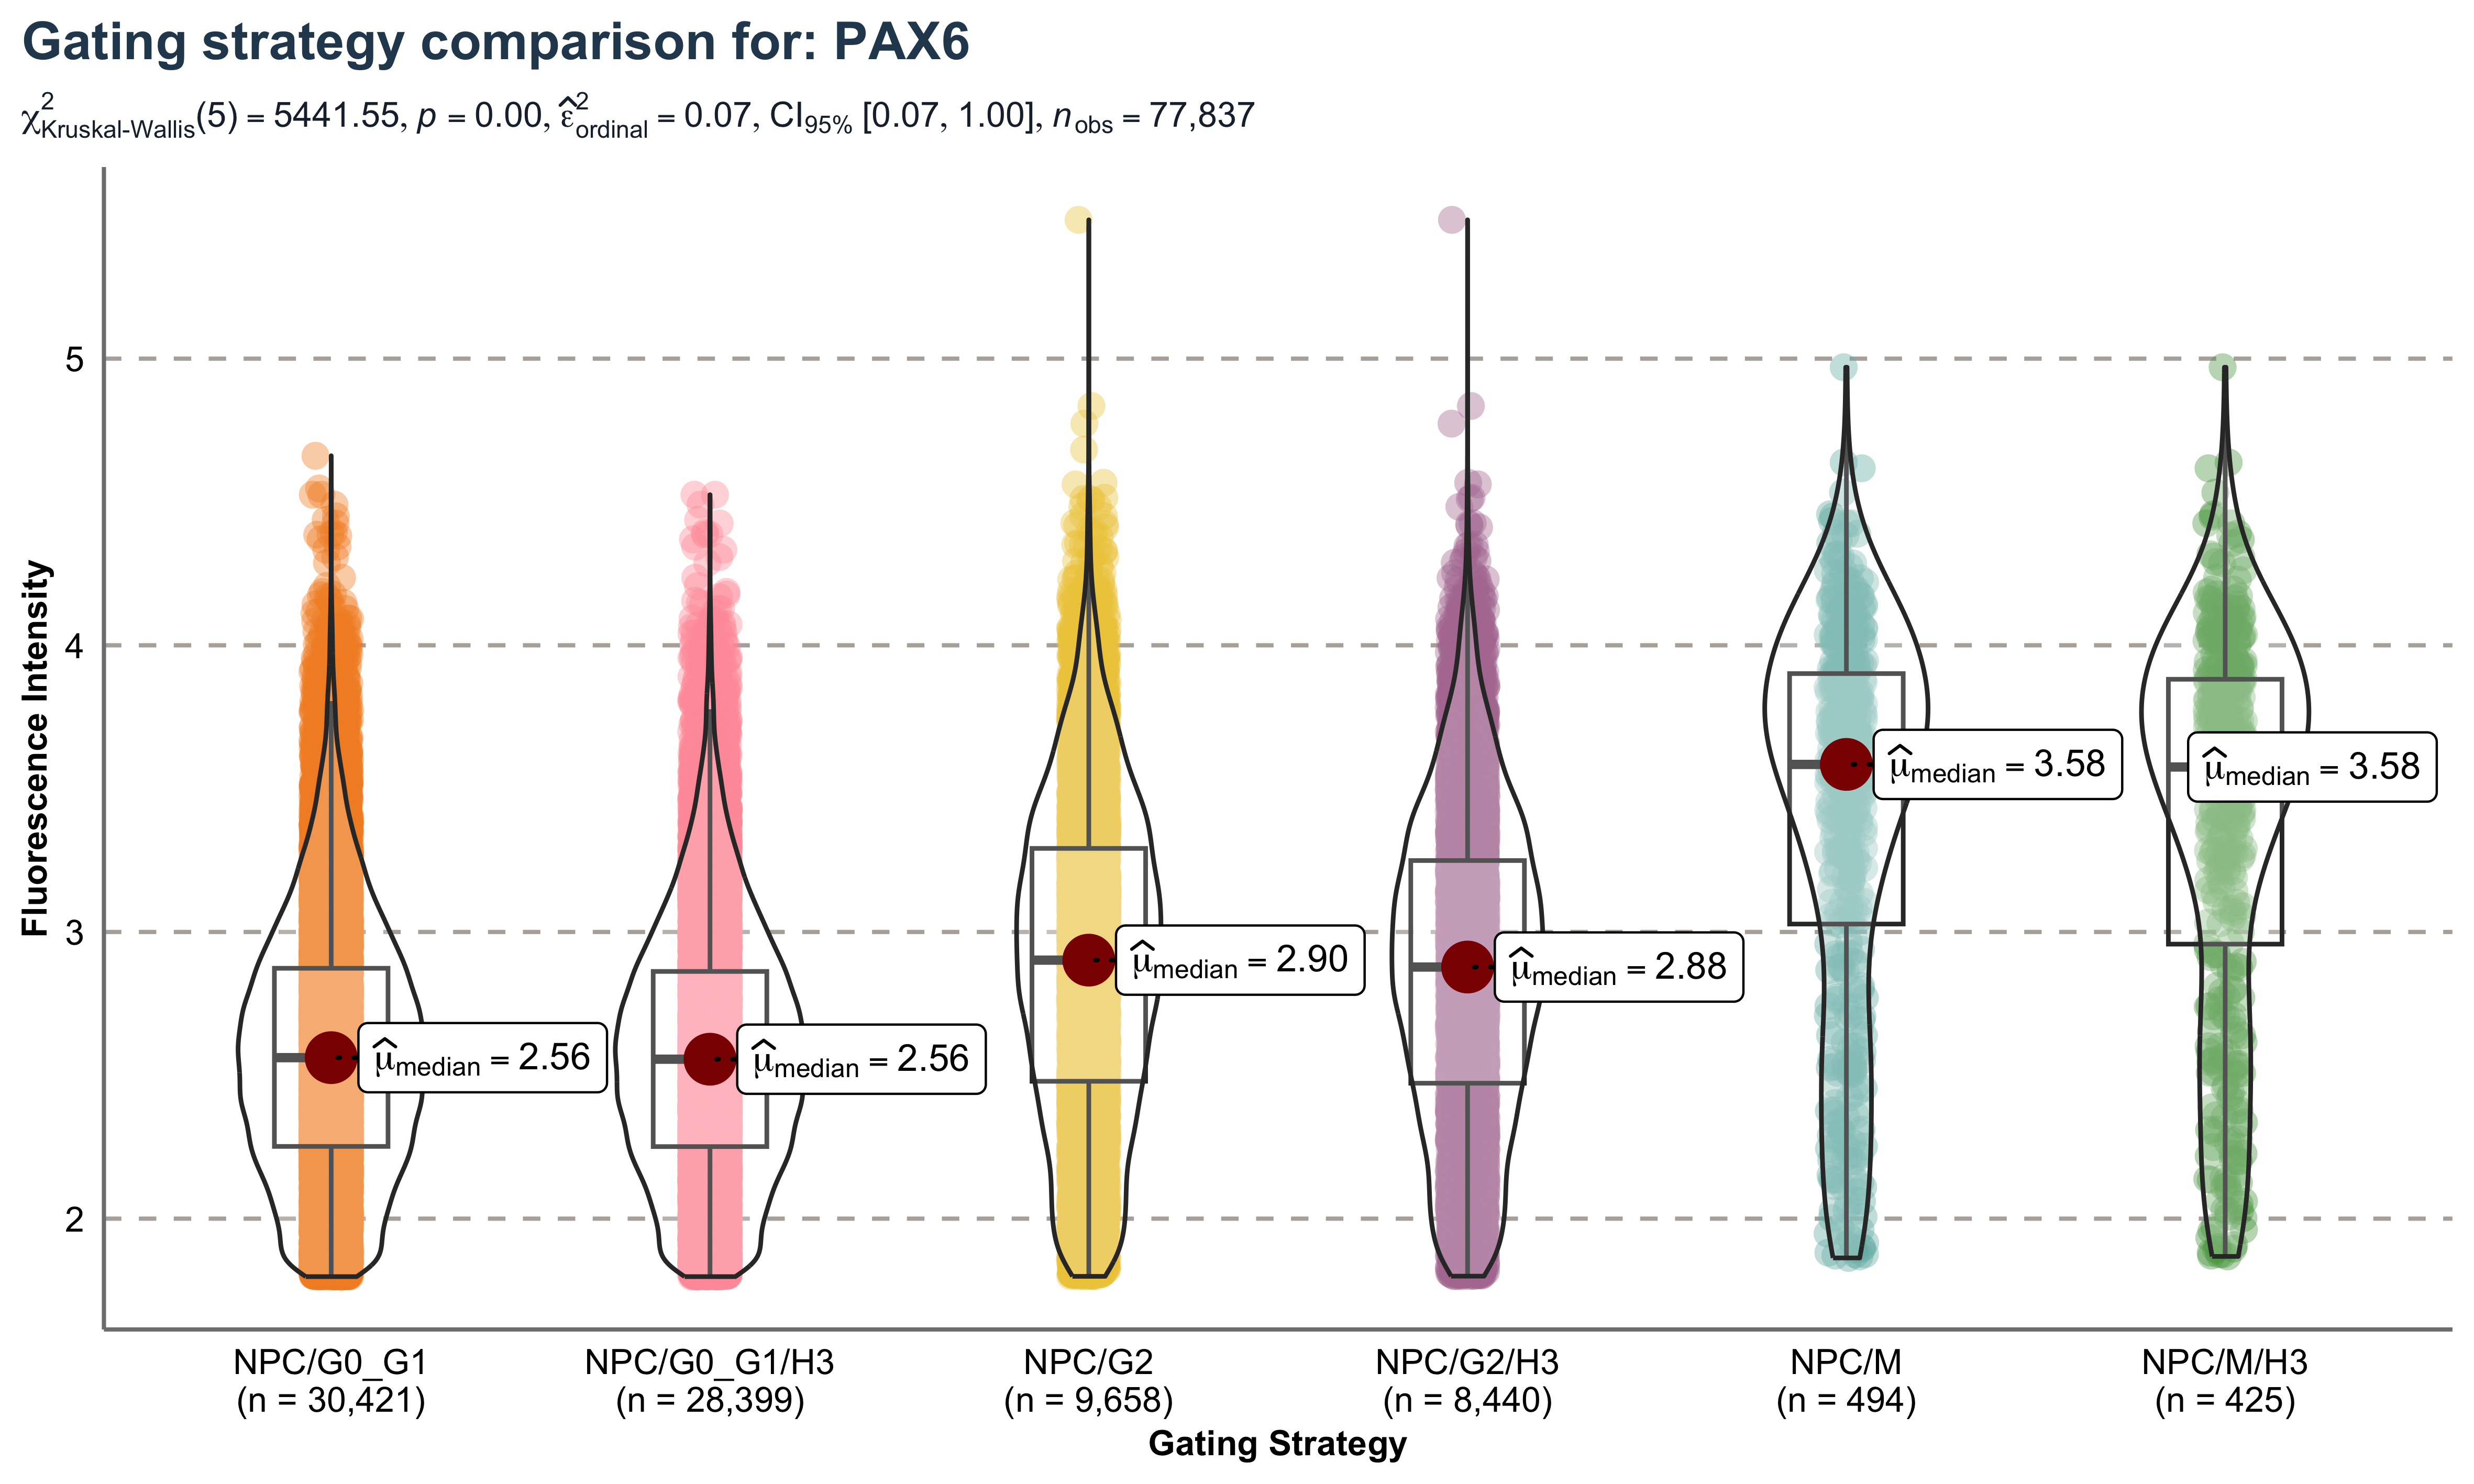 Gating strategy comparison for: PAX6
χ²Kruskal-Wallis(5) = 5441.55, p = 0.00, ε̂²ordinal = 0.07, CI95% [0.07, 1.00], nobs = 77,837
Fluorescence Intensity
5
4
3
2
μ̂median = 2.56
μ̂median = 2.56
μ̂median = 2.90
μ̂median = 2.88
μ̂median = 3.58
μ̂median = 3.58
NPC/G0_G1
(n = 30,421)
NPC/G0_G1/H3
(n = 28,399)
NPC/G2
(n = 9,658)
NPC/G2/H3
(n = 8,440)
NPC/M
(n = 494)
NPC/M/H3
(n = 425)
Gating Strategy